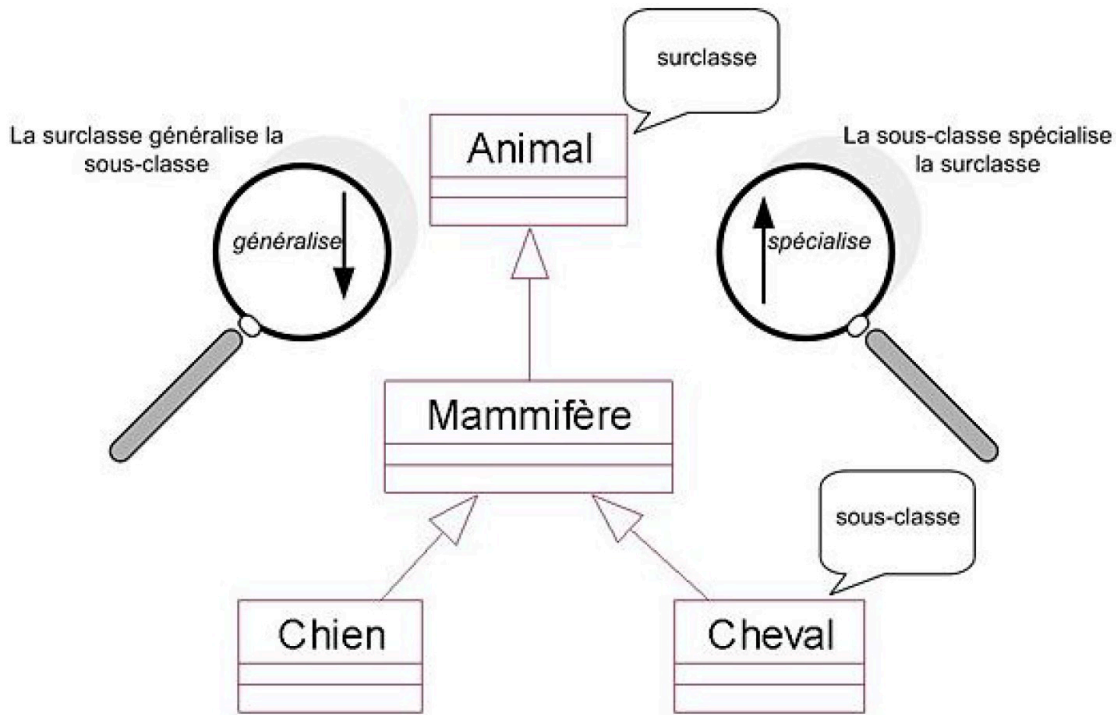 surclasse
La surclasse généralise la
sous-classe
Animal
La sous-classe spécialise
la surclasse
généralise
spécialise
Mammifère
sous-classe
Chien
Cheval